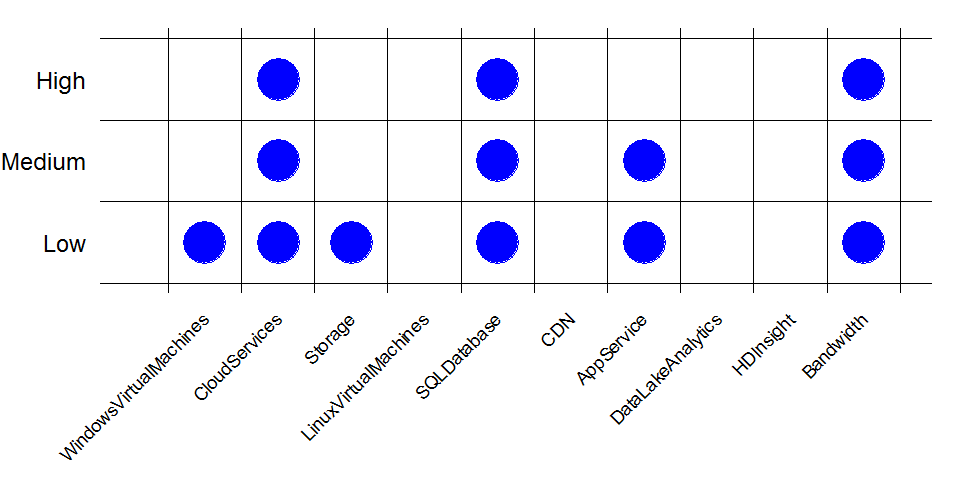 High
Medium
Low
WindowsVirtualMachines
CloudServices
Storage
LinuxVirtualMachines
SQLDatabase
CDN
AppService
DataLakeAnalytics
HDInsight
Bandwidth